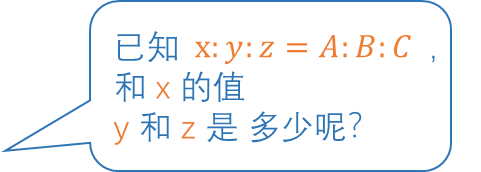 已知 x:y:z = A:B:C ,
和 x 的值
y 和 z 是 多少呢?